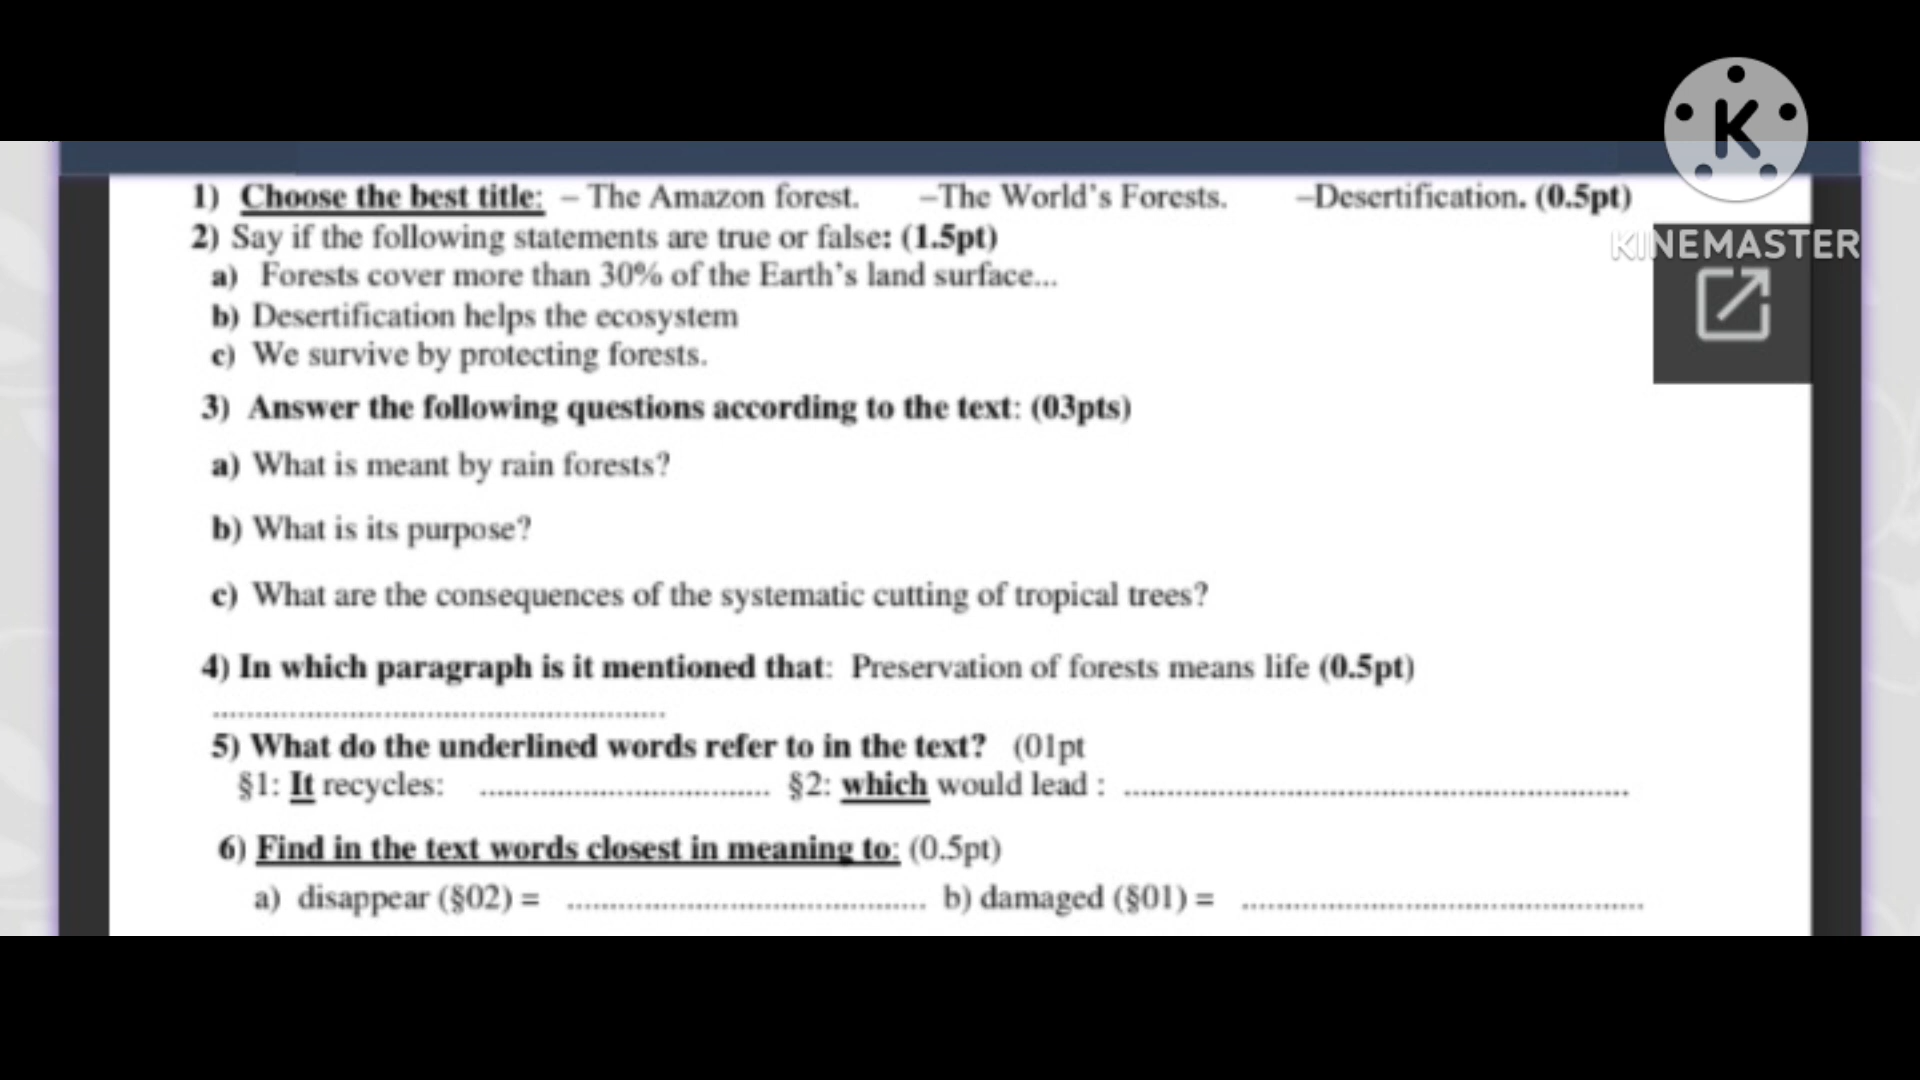 K
KINEMASTER
1) Choose the best title: – The Amazon forest. –The World's Forests. –Desertification. (0.5pt)
2) Say if the following statements are true or false: (1.5pt)
a) Forests cover more than 30% of the Earth's land surface...
b) Desertification helps the ecosystem
c) We survive by protecting forests.
3) Answer the following questions according to the text: (03pts)
a) What is meant by rain forests?
b) What is its purpose?
c) What are the consequences of the systematic cutting of tropical trees?
4) In which paragraph is it mentioned that: Preservation of forests means life (0.5pt)
......................................................
5) What do the underlined words refer to in the text? (01pt
§1: It recycles: .................................. §2: which would lead : ............................................................
6) Find in the text words closest in meaning to: (0.5pt)
a) disappear (§02) = ........................................... b) damaged (§01) = ................................................